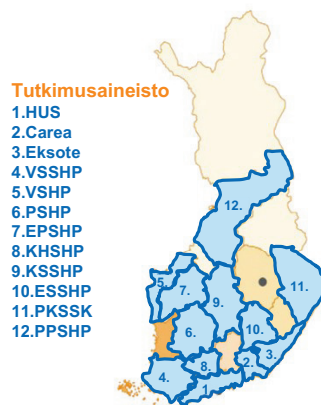 Tutkimusaineisto
1.HUS
2.Carea
3.Eksote
4.VSSHP
5.VSHP
6.PSHP
7.EPSHP
8.KHSHP
9.KSSHP
10.ESSHP
11.PKSSK
12.PPSHP
12.
5.
7.
9.
11.
6.
10.
8.
2.
3.
4.
1.